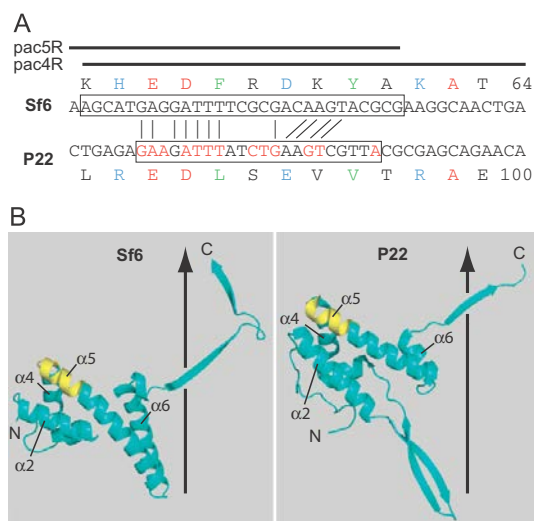 A
pac5R
pac4R
K H E D F R D K Y A K A T 64
Sf6 AAGCATGAGGATTTTCGCGACAAGTACGCGAAGGCAACTGA
P22 CTGAGAGAAGATTTATCTGAAGTCGTTACGCGAGCAGAACA
L R E D L S E V V T R A E 100
B
Sf6
C
α5
α4
α6
N
α2
P22
C
α5
α4
α6
α2
N